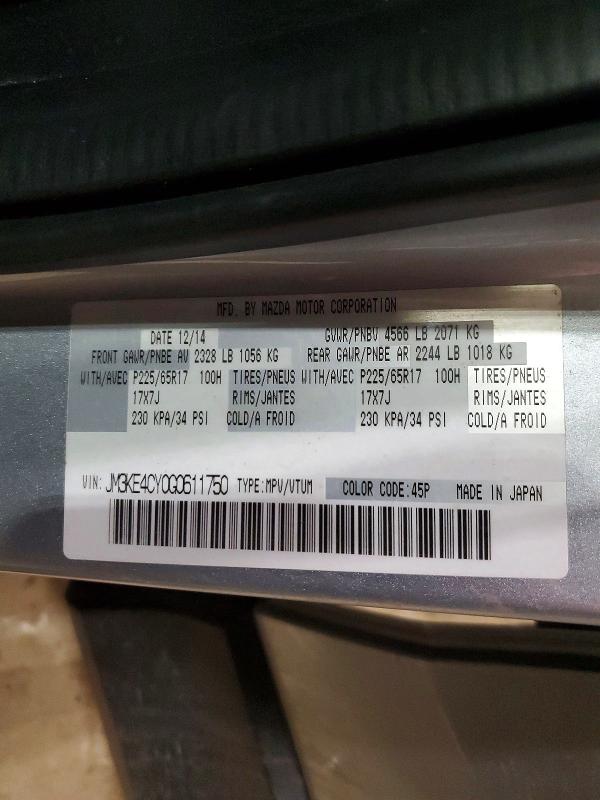 MFD. BY MAZDA MOTOR CORPORATION
DATE 12/14 GVWR/PNBV 4566 LB 2071 KG
FRONT GAWR/PNBE AV 2328 LB 1056 KG REAR GAWR/PNBE AR 2244 LB 1018 KG
WITH/AVEC P225/65R17 100H TIRES/PNEUS WITH/AVEC P225/65R17 100H TIRES/PNEUS
17X7J RIMS/JANTES 17X7J RIMS/JANTES
230 KPA/34 PSI COLD/A FROID 230 KPA/34 PSI COLD/A FROID
VIN: JM3KE4CY0G0611750 TYPE:MPV/VTUM COLOR CODE:45P MADE IN JAPAN